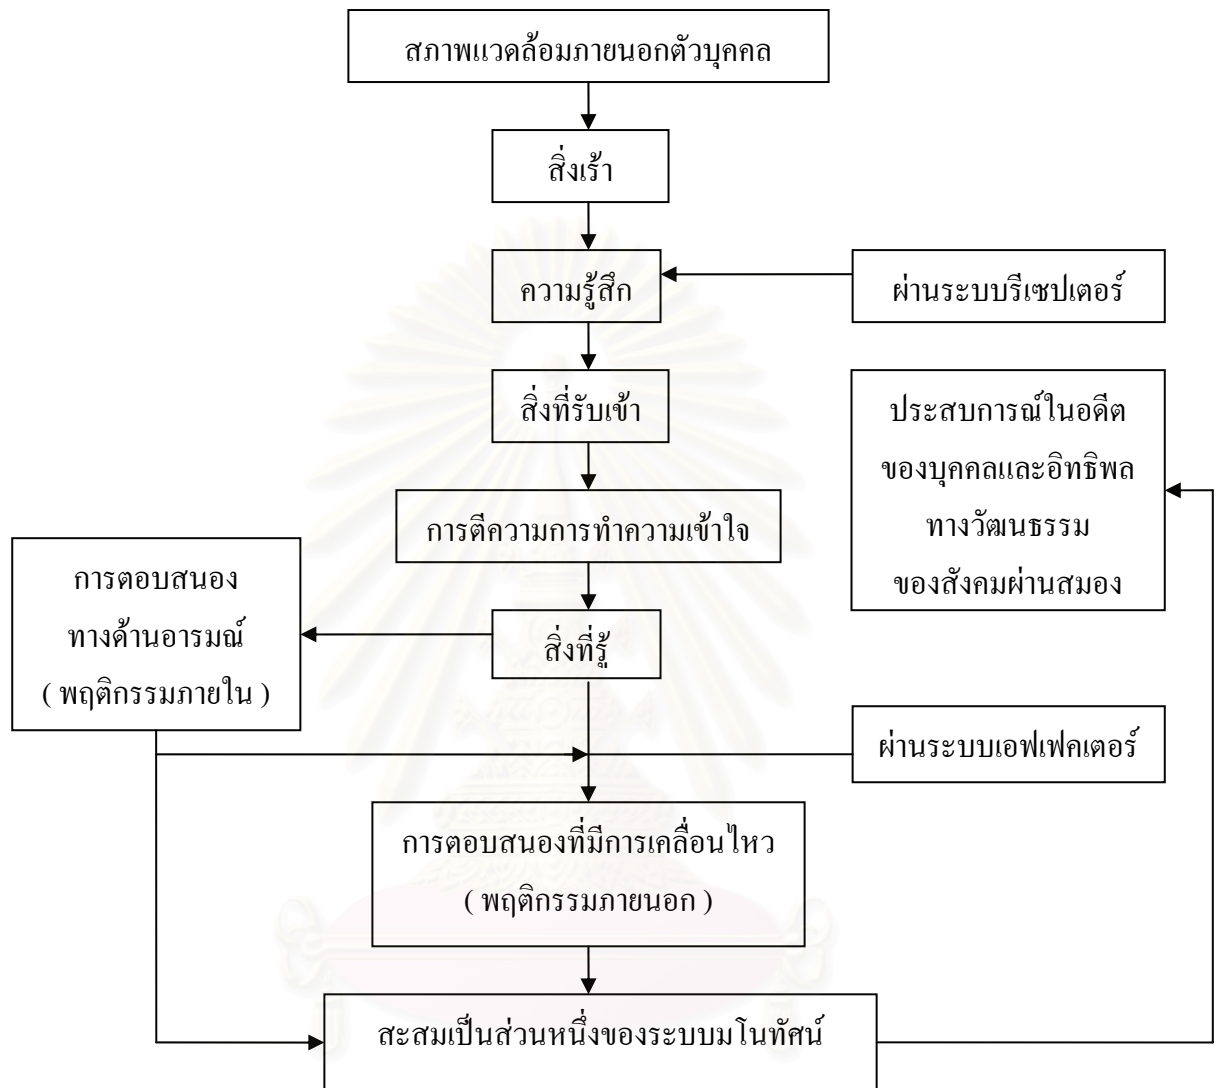 สภาพแวดล้อมภายนอกตัวบุคคล
สิ่งเร้า
ความรู้สึก
ผ่านระบบรีเซปเตอร์
สิ่งที่รับเข้า
ประสบการณ์ในอดีต
ของบุคคลและอิทธิพล
ทางวัฒนธรรม
ของสังคมผ่านสมอง
การตีความการทำความเข้าใจ
การตอบสนอง
ทางด้านอารมณ์
( พฤติกรรมภายใน )
สิ่งที่รู้
ผ่านระบบเอฟเฟคเตอร์
การตอบสนองที่มีการเคลื่อนไหว
( พฤติกรรมภายนอก )
สะสมเป็นส่วนหนึ่งของระบบมโนทัศน์